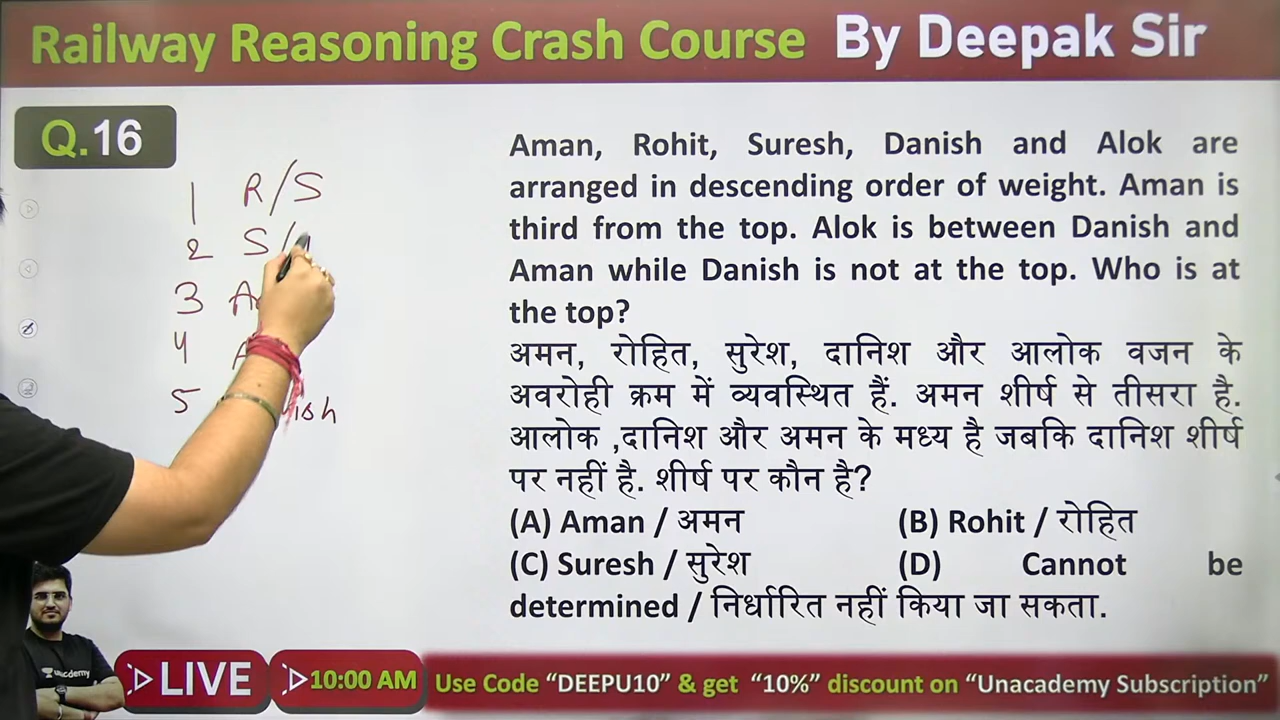 Railway Reasoning Crash Course By Deepak Sir
Q.16
1 R/S
2 S/
3 A
4 A
5 ish
Aman, Rohit, Suresh, Danish and Alok are
arranged in descending order of weight. Aman is
third from the top. Alok is between Danish and
Aman while Danish is not at the top. Who is at
the top?
अमन, रोहित, सुरेश, दानिश और आलोक वजन के
अवरोही क्रम में व्यवस्थित हैं. अमन शीर्ष से तीसरा है.
आलोक ,दानिश और अमन के मध्य है जबकि दानिश शीर्ष
पर नहीं है. शीर्ष पर कौन है?
(A) Aman / अमन (B) Rohit / रोहित
(C) Suresh / सुरेश (D) Cannot be
determined / निर्धारित नहीं किया जा सकता.
unacademy
LIVE 10:00 AM Use Code “DEEPU10” & get “10%” discount on “Unacademy Subscription”